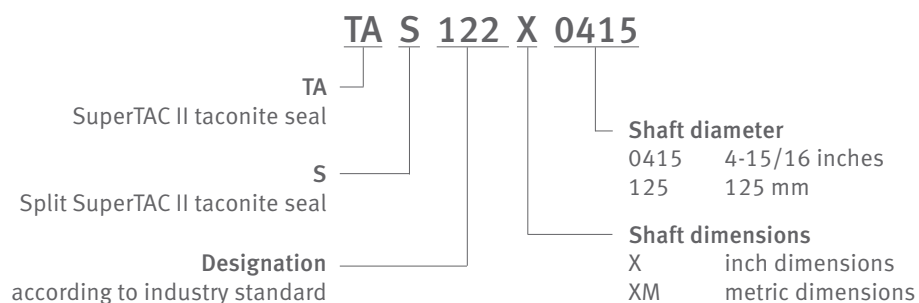 TA S 122 X 0415
TA
SuperTAC II taconite seal
S
Split SuperTAC II taconite seal
Designation
according to industry standard
Shaft diameter
0415 4-15/16 inches
125 125 mm
Shaft dimensions
X inch dimensions
XM metric dimensions